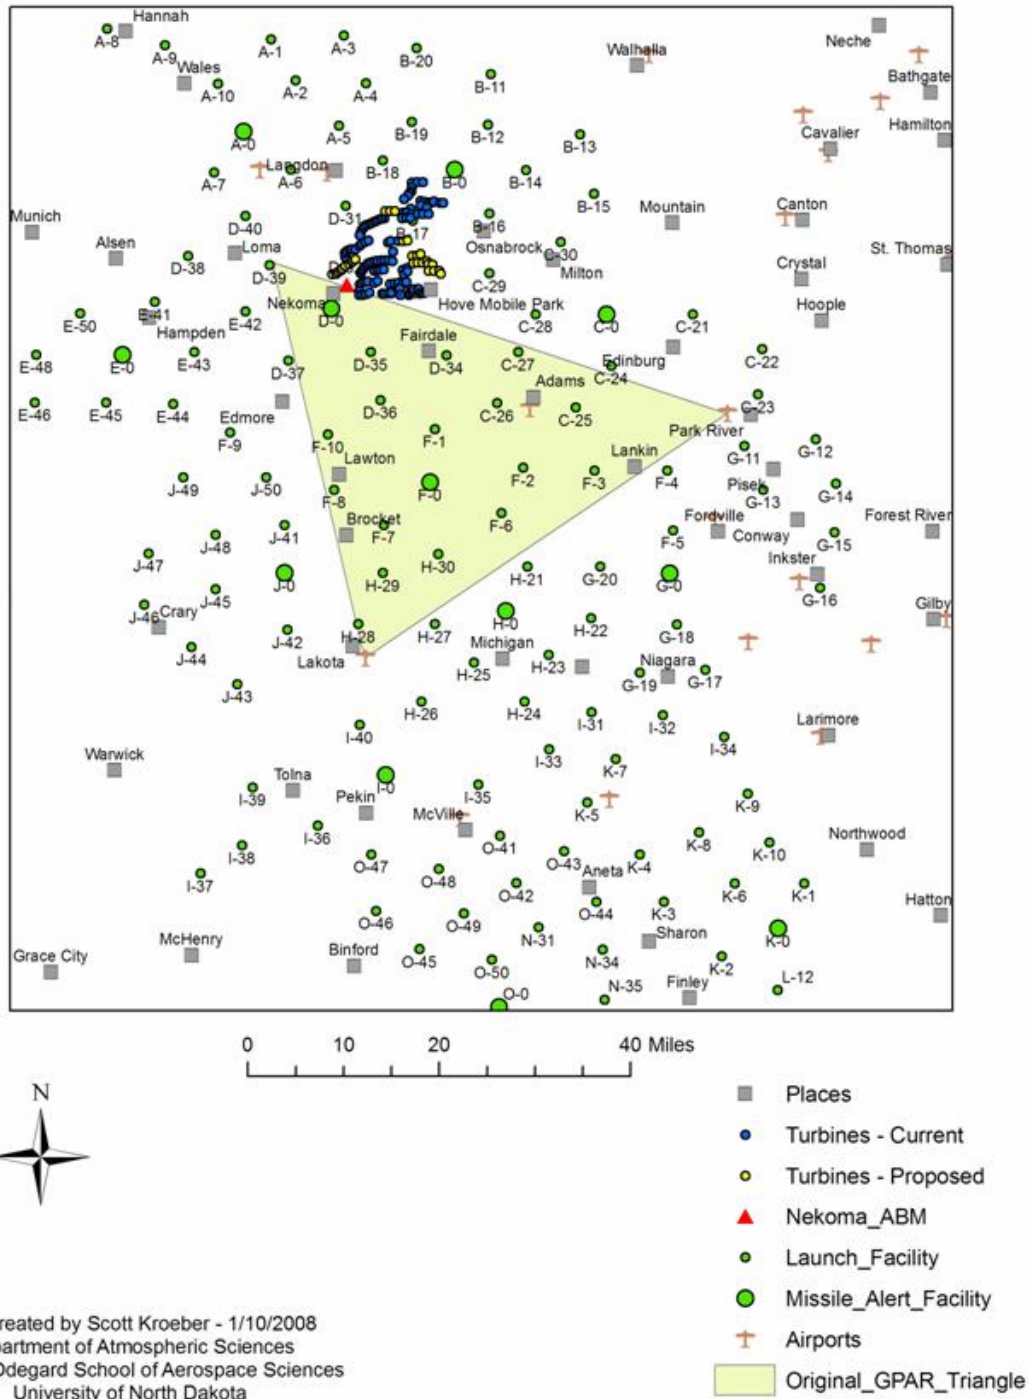 Hannah
A-8
A-9
A-1
A-3
B-20
Walhalla
Neche
Wales
A-10
A-2
A-4
B-11
Bathgate
A-0
A-5
B-19
B-12
B-13
Cavalier
Hamilton
A-7
A-6
Langdon
B-18
B-0
B-14
B-15
Munich
D-40
D-31
B-17
B-16
Osnabrock
Mountain
Canton
Alsen
Loma
D-38
D-39
C-30
Milton
Crystal
St. Thomas
E-50
E-41
Hampden
E-42
Nekoma
D-0
Hove Mobile Park
C-29
C-28
C-0
C-21
Hoople
E-48
E-0
E-43
D-37
D-35
Fairdale
D-34
C-27
Edinburg
C-24
C-22
E-46
E-45
E-44
Edmore
D-36
Adams
C-26
C-25
C-23
Park River
F-9
F-10
F-1
Lankin
G-11
G-12
J-49
J-50
Lawton
F-8
F-0
F-2
F-3
F-4
Pisek
G-13
G-14
J-47
J-48
J-41
Brocket
F-7
F-6
F-5
Fordville
Conway
G-15
Forest River
J-46
Crary
J-45
J-0
H-29
H-30
H-21
G-20
G-0
Inkster
G-16
Gilby
J-44
J-42
H-28
Lakota
H-27
H-0
Michigan
H-22
G-18
J-43
H-25
H-23
G-19
Niagara
G-17
H-26
H-24
I-31
I-32
I-40
I-33
I-34
Larimore
Warwick
Tolna
I-39
I-0
Pekin
I-35
K-7
K-5
K-9
I-38
I-36
McVille
O-41
K-8
K-10
Northwood
I-37
O-47
O-48
O-42
O-43
Aneta
K-4
K-6
K-1
O-46
O-49
O-44
K-3
Hatton
Grace City
McHenry
Binford
O-45
O-50
N-31
N-34
Sharon
K-2
K-0
O-0
N-35
Finley
L-12
0 10 20 40 Miles
N
Places
Turbines - Current
Turbines - Proposed
Nekoma_ABM
Launch_Facility
Missile_Alert_Facility
Airports
Original_GPAR_Triangle
reated by Scott Kroeber - 1/10/2008
partment of Atmospheric Sciences
Odegard School of Aerospace Sciences
University of North Dakota